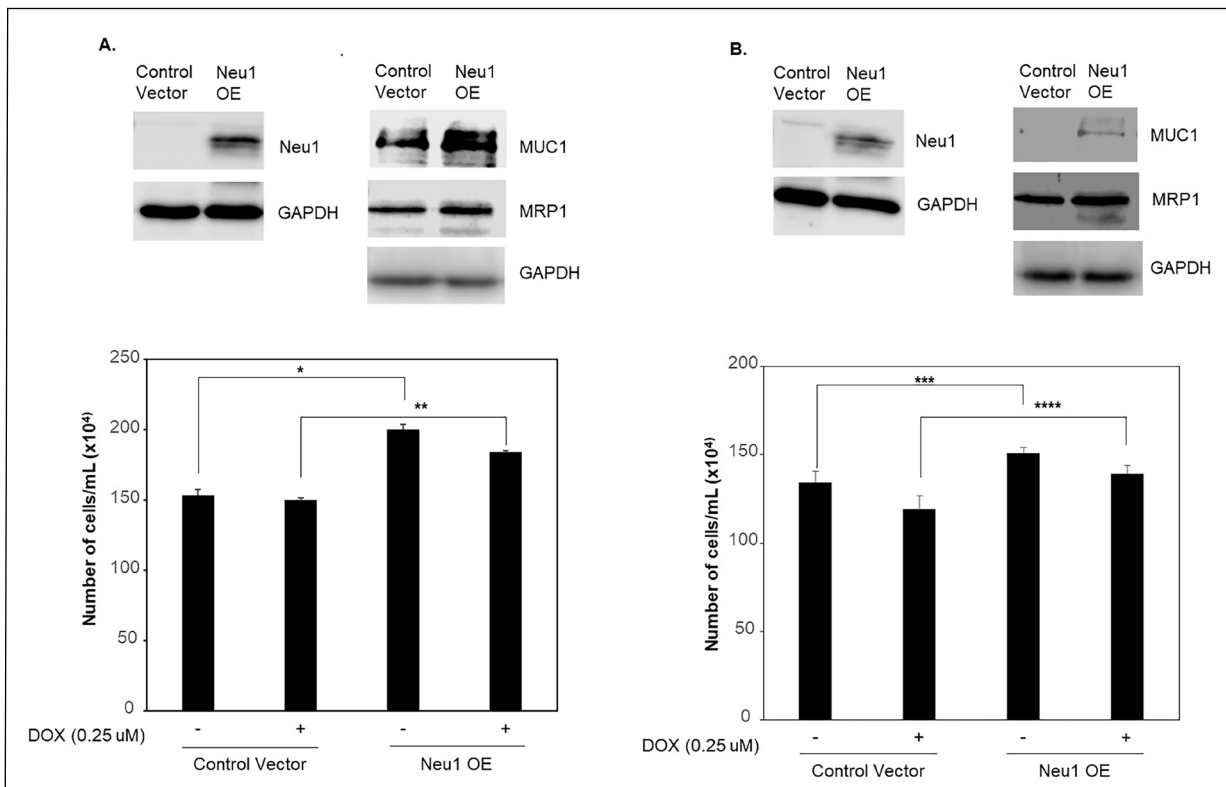 A.
Control Vector
Neu1 OE
Neu1
GAPDH
Control Vector
Neu1 OE
MUC1
MRP1
GAPDH
B.
Control Vector
Neu1 OE
Neu1
GAPDH
Control Vector
Neu1 OE
MUC1
MRP1
GAPDH
Number of cells/mL (x10⁴)
250
200
150
100
50
0
*
**
DOX (0.25 uM)
- + - +
Control Vector
Neu1 OE
Number of cells/mL (x10⁴)
200
150
100
50
0
***
****
DOX (0.25 uM)
- + - +
Control Vector
Neu1 OE